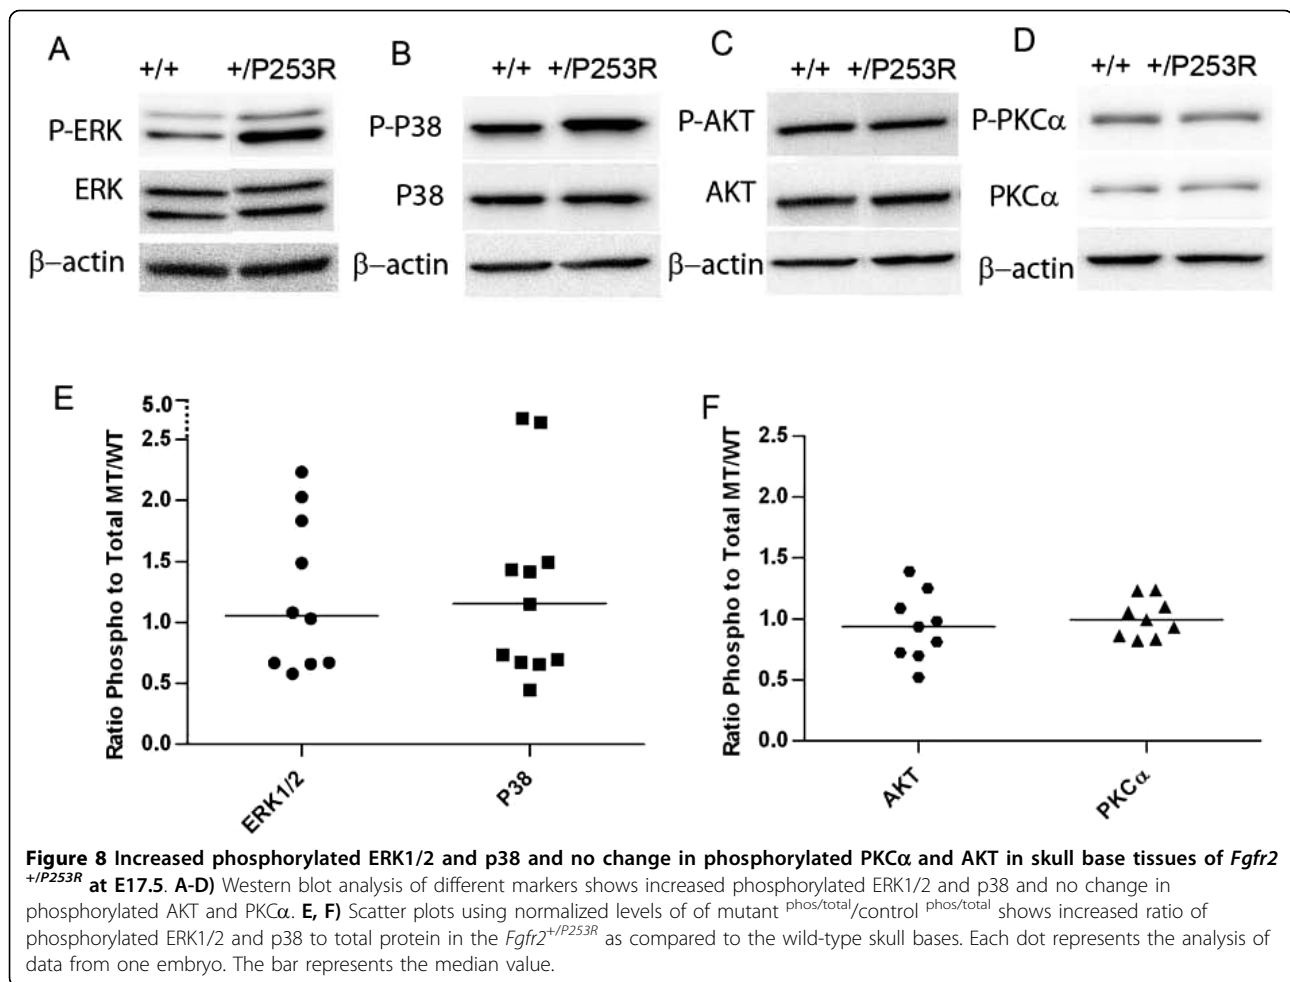 A
+/+ +/P253R
P-ERK
ERK
β–actin
B
+/+ +/P253R
P-P38
P38
β–actin
C
+/+ +/P253R
P-AKT
AKT
β–actin
D
+/+ +/P253R
P-PKCα
PKCα
β–actin
E
Ratio Phospho to Total MT/WT
5.0
2.5
2.0
1.5
1.0
0.5
0.0
ERK1/2
P38
F
Ratio Phospho to Total MT/WT
2.5
2.0
1.5
1.0
0.5
0.0
AKT
PKCα
Figure 8 Increased phosphorylated ERK1/2 and p38 and no change in phosphorylated PKCα and AKT in skull base tissues of Fgfr2
+/P253R at E17.5. A-D) Western blot analysis of different markers shows increased phosphorylated ERK1/2 and p38 and no change in
phosphorylated AKT and PKCα. E, F) Scatter plots using normalized levels of of mutant phos/total/control phos/total shows increased ratio of
phosphorylated ERK1/2 and p38 to total protein in the Fgfr2+/P253R as compared to the wild-type skull bases. Each dot represents the analysis of
data from one embryo. The bar represents the median value.